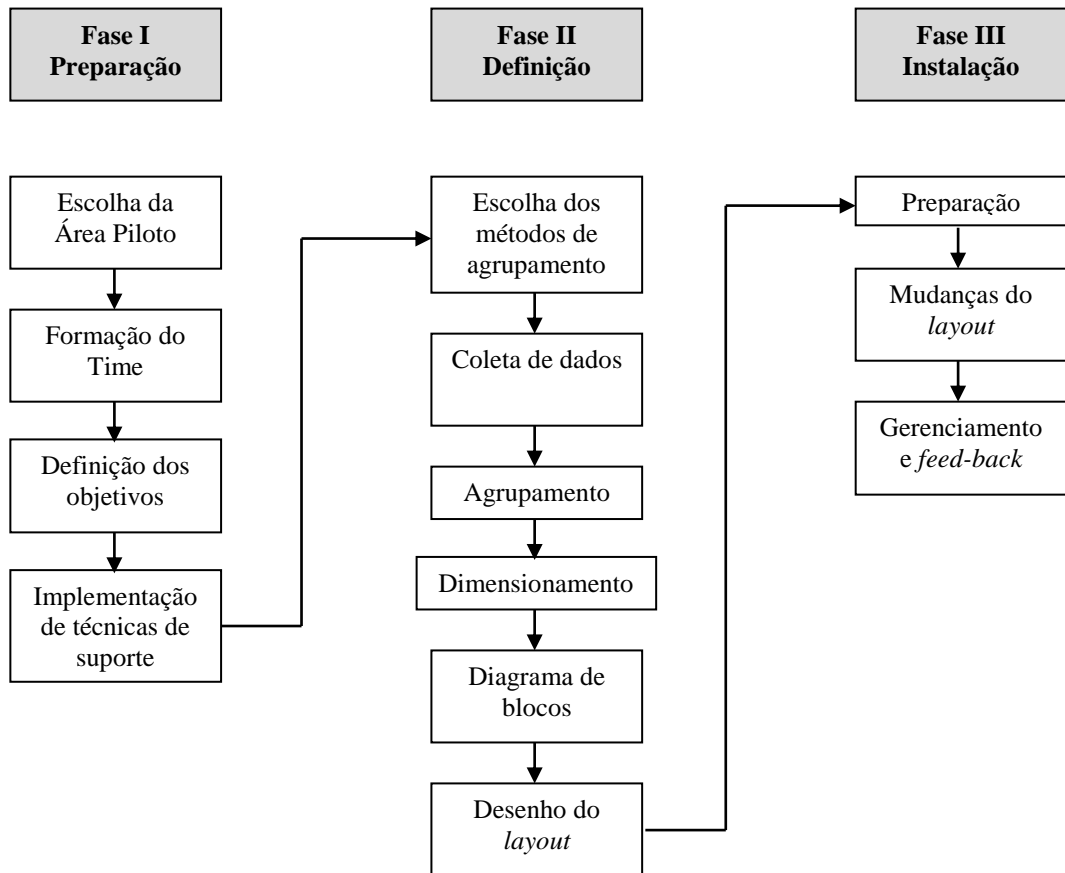 Fase I
Preparação
Fase II
Definição
Fase III
Instalação
Escolha da
Área Piloto
Formação do
Time
Definição dos
objetivos
Implementação
de técnicas de
suporte
Escolha dos
métodos de
agrupamento
Coleta de dados
Agrupamento
Dimensionamento
Diagrama de
blocos
Desenho do
layout
Preparação
Mudanças do
layout
Gerenciamento
e feed-back